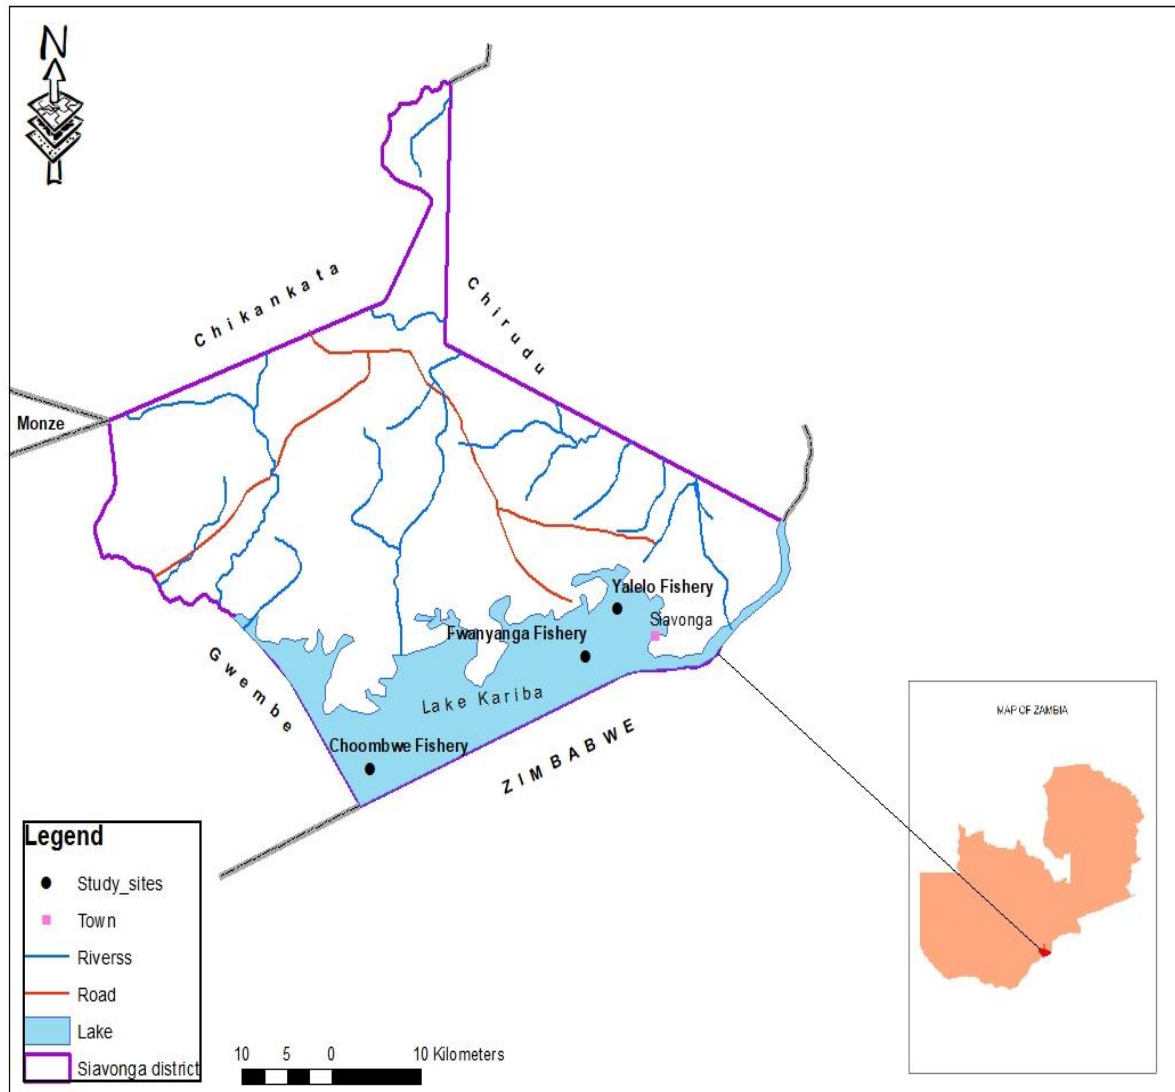 N
Chikankata
Chirudu
Monze
Yalelo Fishery
Siavonga
Fwanyanga Fishery
Gwembe
Lake Kariba
Choombwe Fishery
ZIMBABWE
MAP OF ZAMBIA
Legend
Study_sites
Town
Riverss
Road
Lake
Siavonga district
10 5 0 10 Kilometers